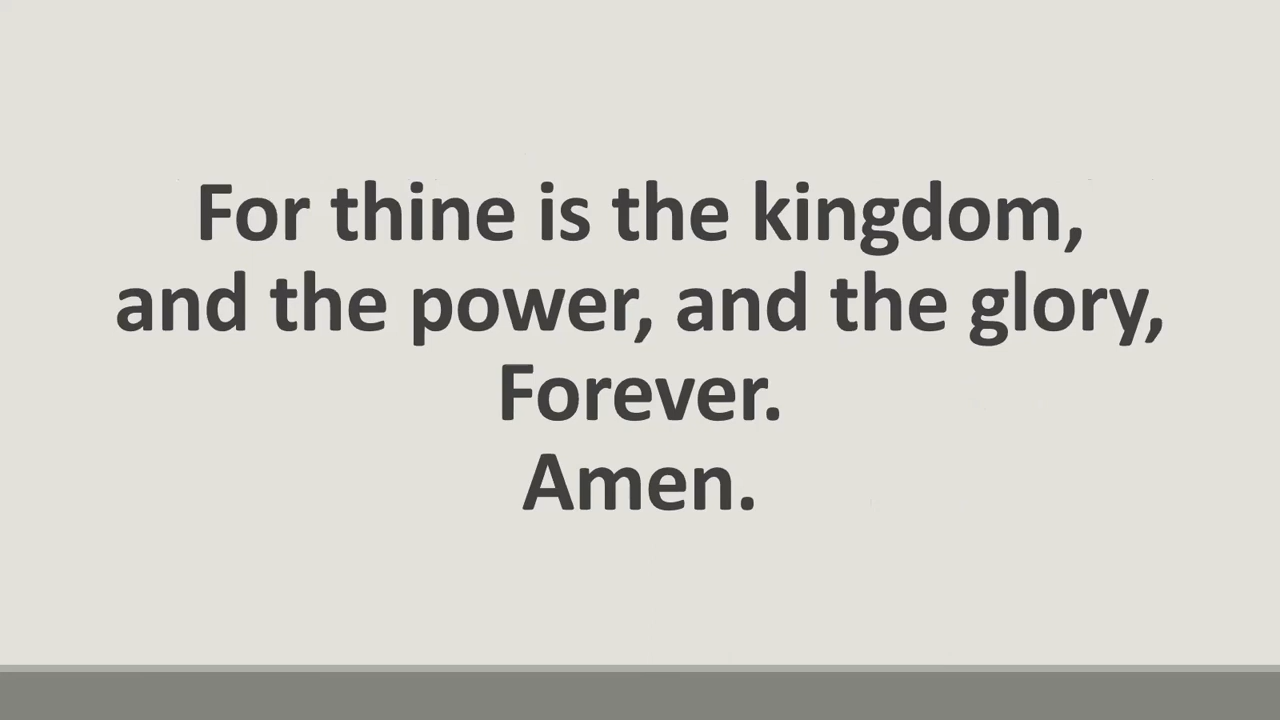 For thine is the kingdom,
and the power, and the glory,
Forever.
Amen.